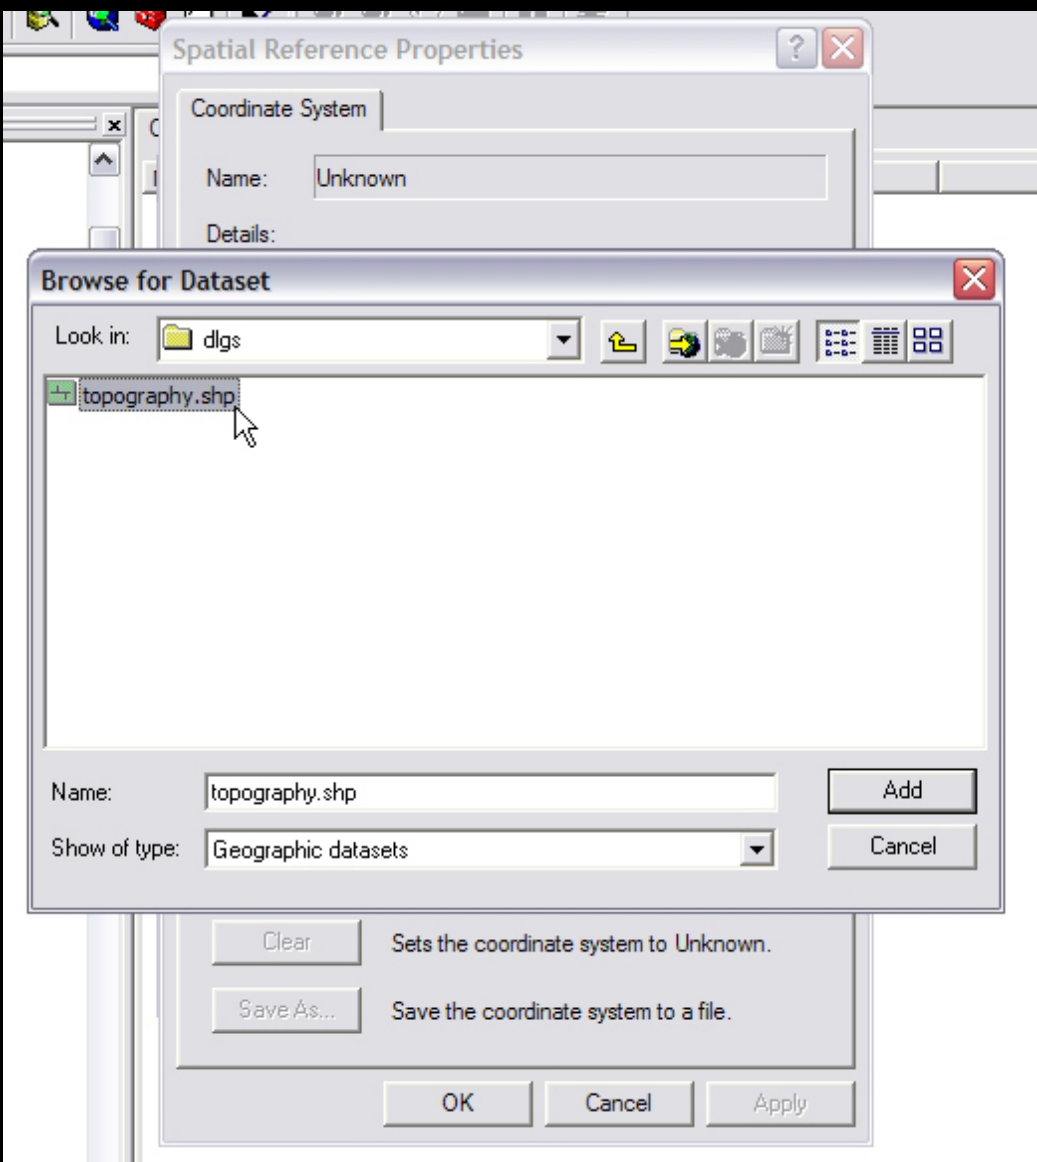 Spatial Reference Properties
Coordinate System
Name: Unknown
Details:
Browse for Dataset
Look in: dlgs
topography.shp
Name: topography.shp
Add
Show of type: Geographic datasets
Cancel
Clear Sets the coordinate system to Unknown.
Save As... Save the coordinate system to a file.
OK Cancel Apply